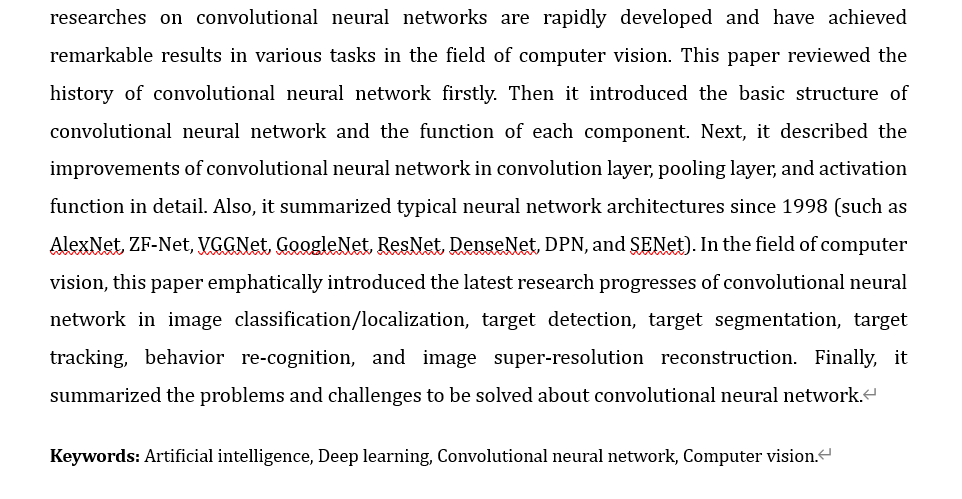 researches on convolutional neural networks are rapidly developed and have achieved
remarkable results in various tasks in the field of computer vision. This paper reviewed the
history of convolutional neural network firstly. Then it introduced the basic structure of
convolutional neural network and the function of each component. Next, it described the
improvements of convolutional neural network in convolution layer, pooling layer, and activation
function in detail. Also, it summarized typical neural network architectures since 1998 (such as
AlexNet, ZF-Net, VGGNet, GoogleNet, ResNet, DenseNet, DPN, and SENet). In the field of computer
vision, this paper emphatically introduced the latest research progresses of convolutional neural
network in image classification/localization, target detection, target segmentation, target
tracking, behavior re-cognition, and image super-resolution reconstruction. Finally, it
summarized the problems and challenges to be solved about convolutional neural network.
Keywords: Artificial intelligence, Deep learning, Convolutional neural network, Computer vision.